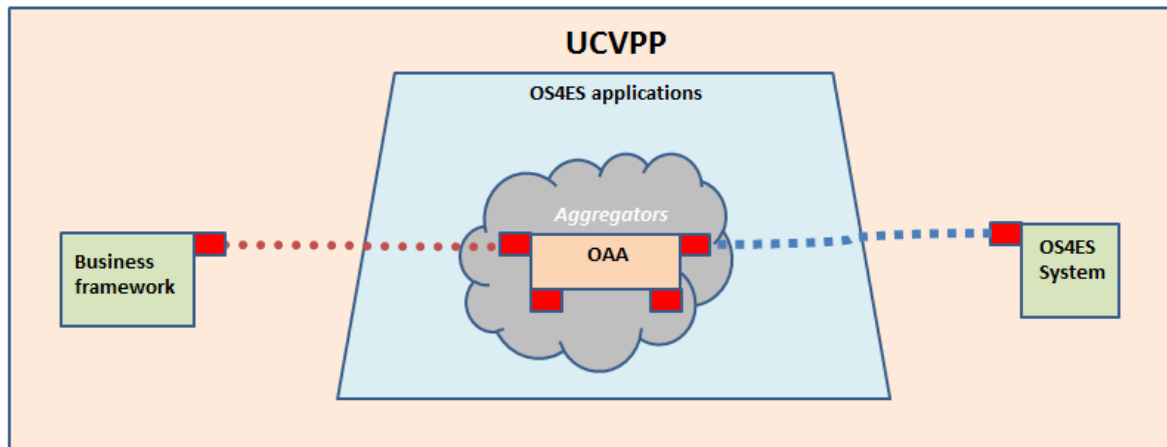 UCVPP
OS4ES applications
Aggregators
OAA
Business
framework
OS4ES
System